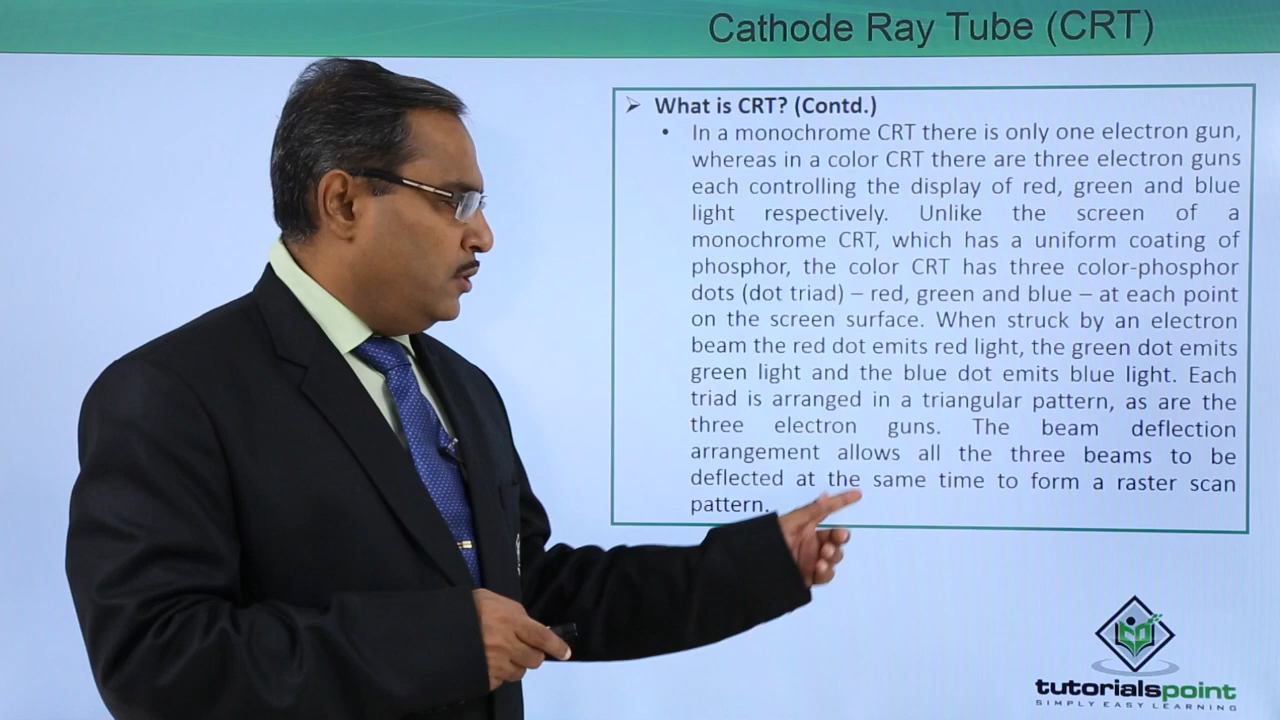 Cathode Ray Tube (CRT)
➢ What is CRT? (Contd.)
• In a monochrome CRT there is only one electron gun,
whereas in a color CRT there are three electron guns
each controlling the display of red, green and blue
light respectively. Unlike the screen of a
monochrome CRT, which has a uniform coating of
phosphor, the color CRT has three color-phosphor
dots (dot triad) – red, green and blue – at each point
on the screen surface. When struck by an electron
beam the red dot emits red light, the green dot emits
green light and the blue dot emits blue light. Each
triad is arranged in a triangular pattern, as are the
three electron guns. The beam deflection
arrangement allows all the three beams to be
deflected at the same time to form a raster scan
pattern.
tutorialspoint
SIMPLY EASY LEARNING